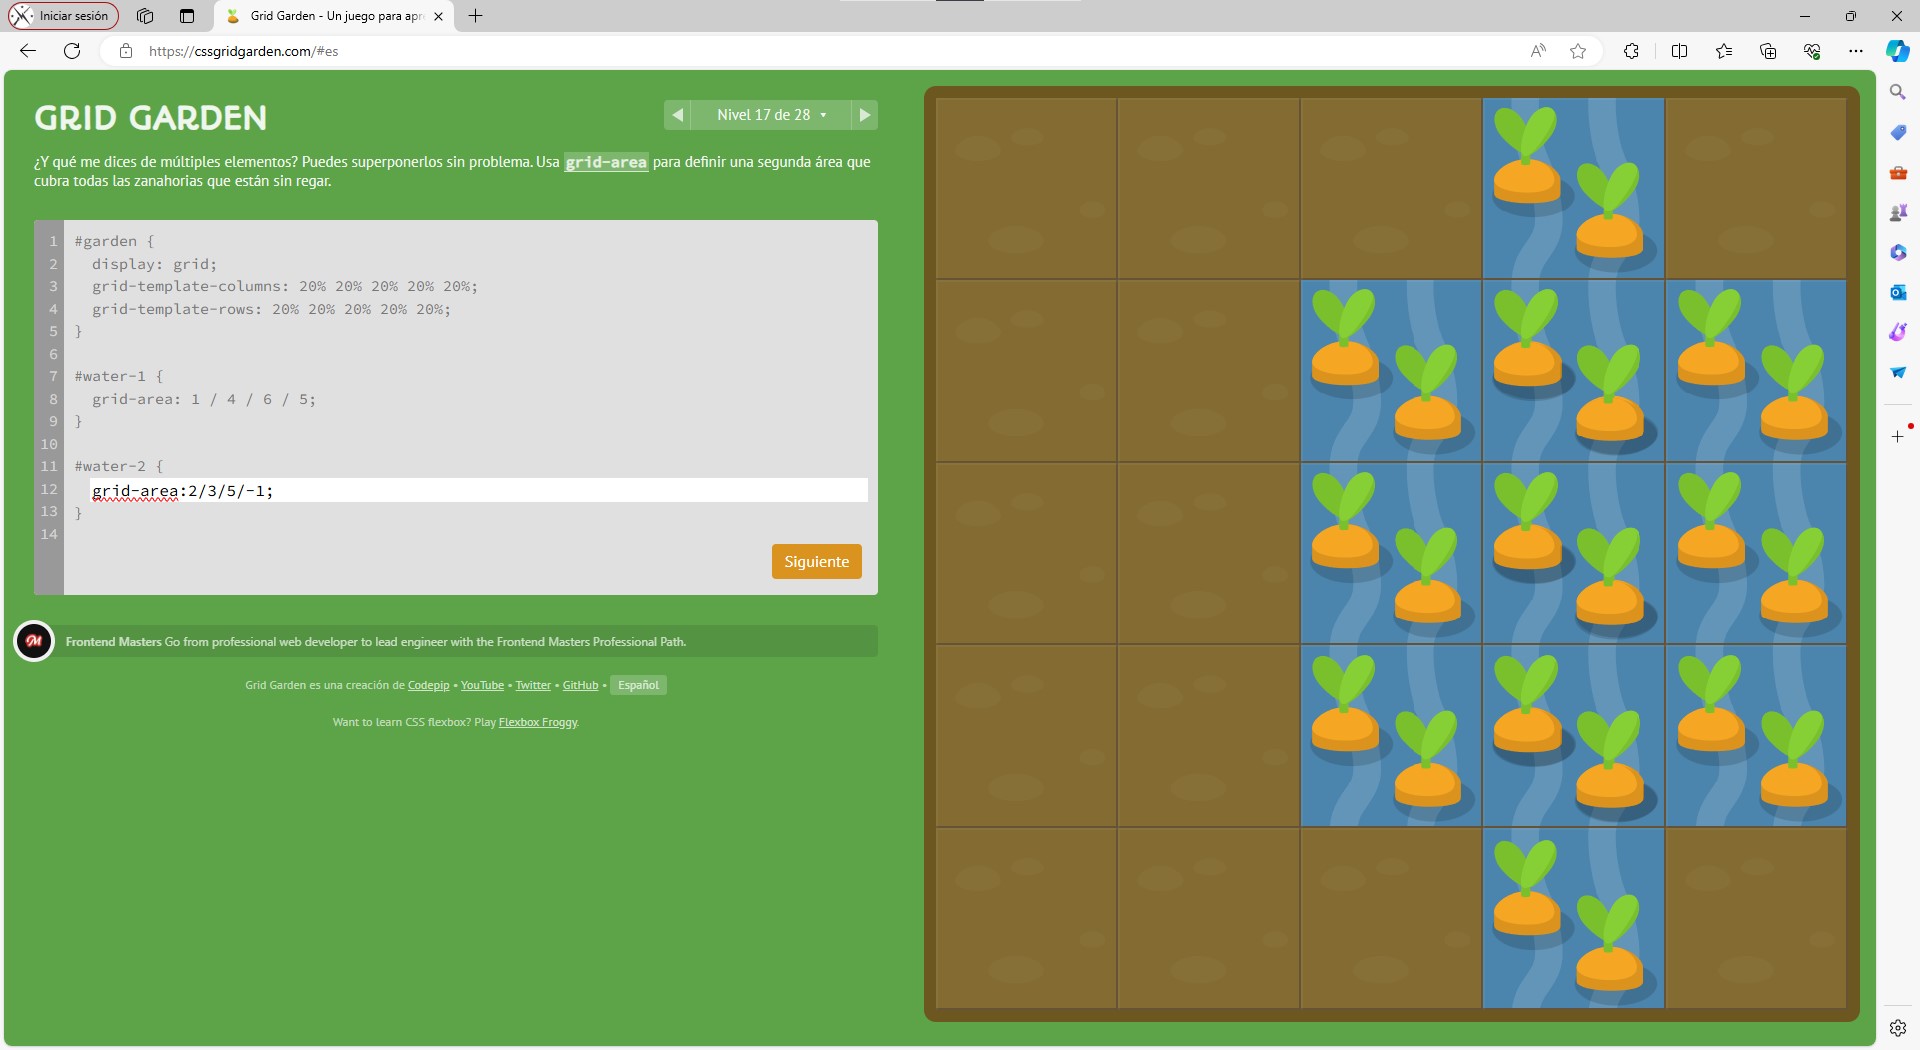 Iniciar sesión
Grid Garden - Un juego para apr
https://cssgridgarden.com/#es
GRID GARDEN
Nivel 17 de 28
¿Y qué me dices de múltiples elementos? Puedes superponerlos sin problema. Usa grid-area para definir una segunda área que
cubra todas las zanahorias que están sin regar.
1 #garden {
2 display: grid;
3 grid-template-columns: 20% 20% 20% 20% 20%;
4 grid-template-rows: 20% 20% 20% 20% 20%;
5 }
6
7 #water-1 {
8 grid-area: 1 / 4 / 6 / 5;
9 }
10
11 #water-2 {
12 grid-area:2/3/5/-1;
13 }
14
Siguiente
Frontend Masters Go from professional web developer to lead engineer with the Frontend Masters Professional Path.
Grid Garden es una creación de Codepip • YouTube • Twitter • GitHub • Español
Want to learn CSS flexbox? Play Flexbox Froggy.